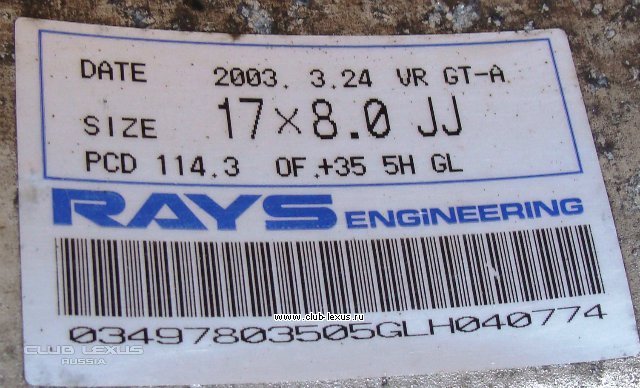 DATE 2003. 3.24 VR GT-A
SIZE 17×8.0 JJ
PCD 114.3 OF.+35 5H GL
RAYS ENGINEERING
www.club-lexus.ru
03497803505GLH040774
CLUB LEXUS
RUSSIA